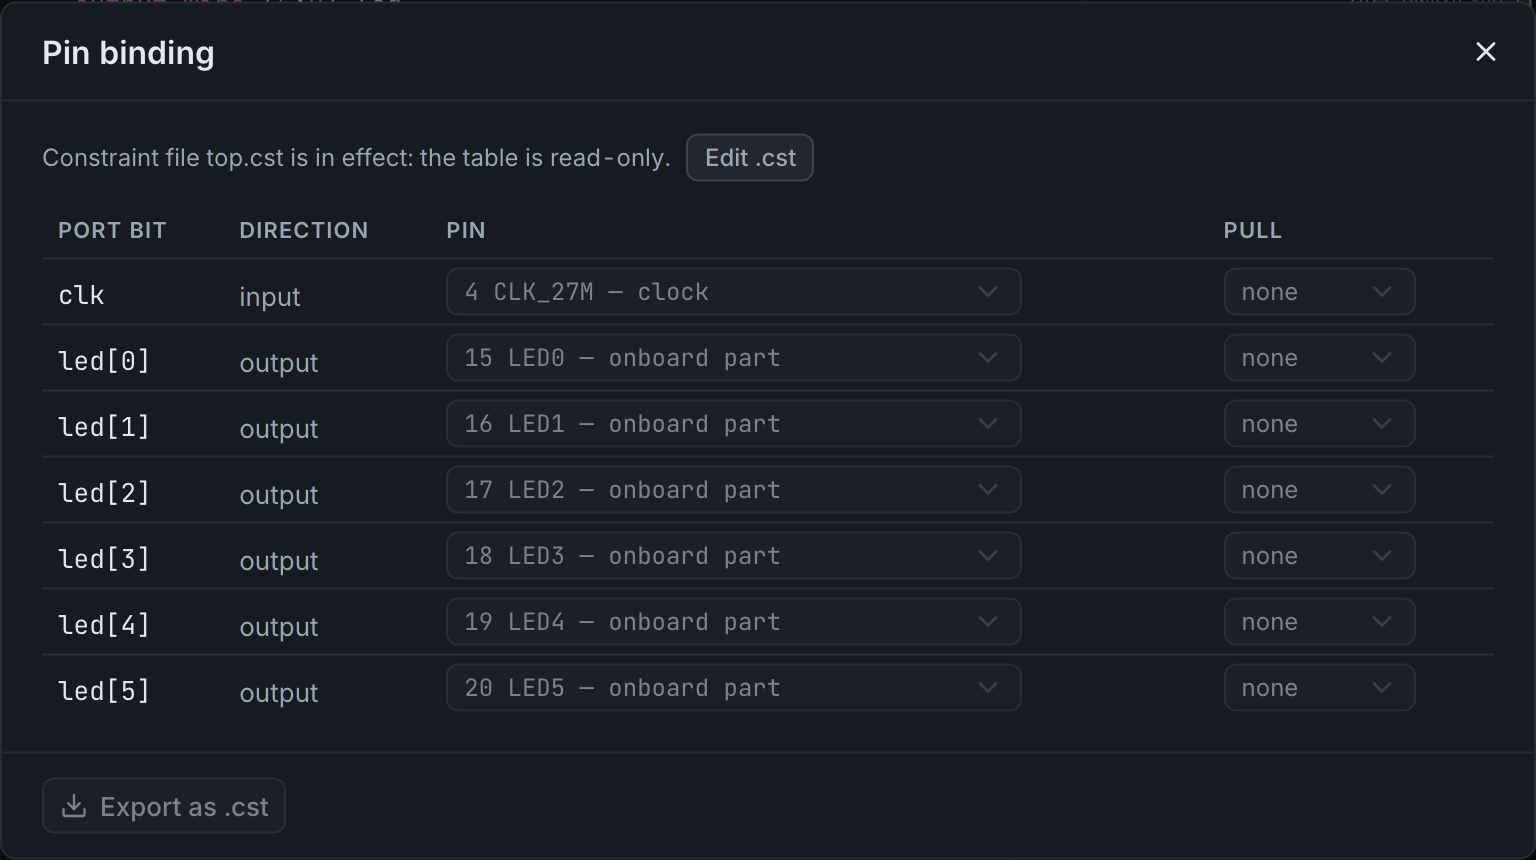 Pin binding
Constraint file top.cst is in effect: the table is read-only. Edit .cst
PORT BIT DIRECTION PIN PULL
clk input 4 CLK_27M — clock none
led[0] output 15 LED0 — onboard part none
led[1] output 16 LED1 — onboard part none
led[2] output 17 LED2 — onboard part none
led[3] output 18 LED3 — onboard part none
led[4] output 19 LED4 — onboard part none
led[5] output 20 LED5 — onboard part none
Export as .cst